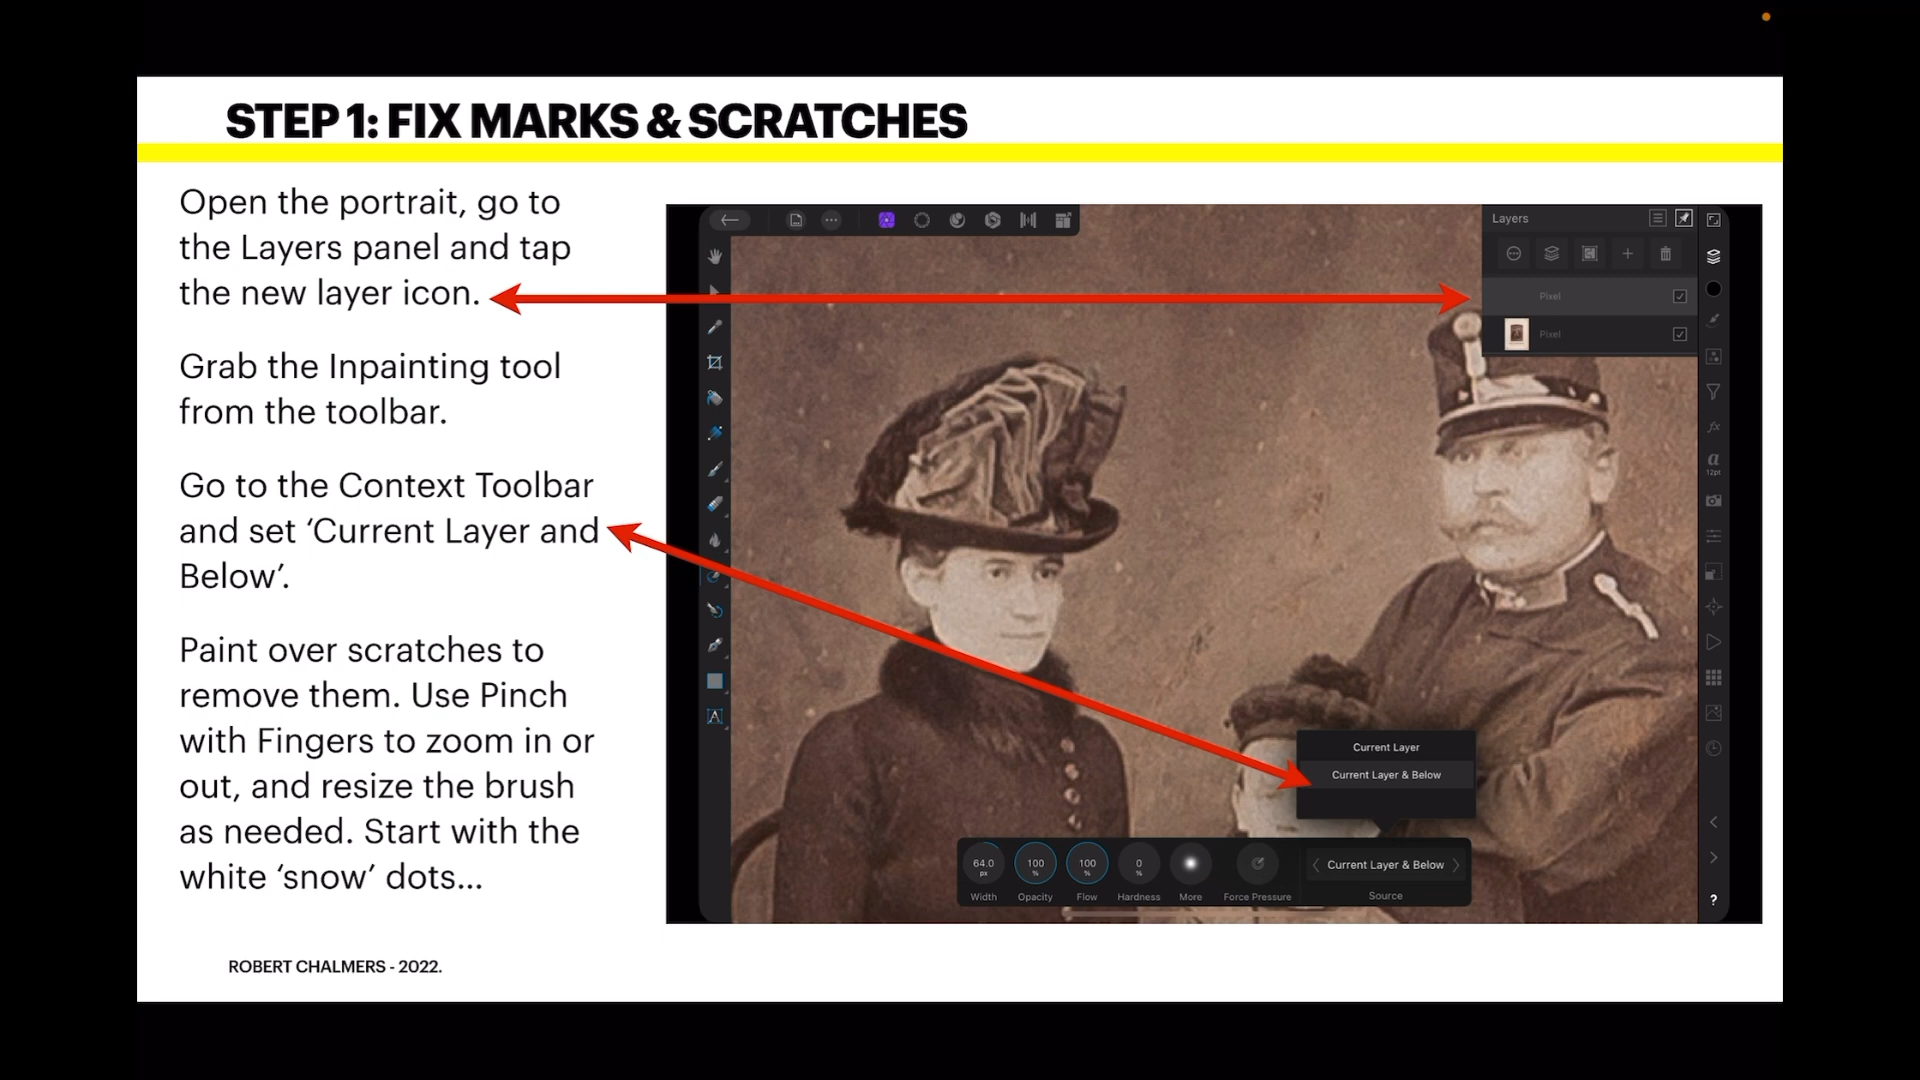 STEP 1: FIX MARKS & SCRATCHES
Open the portrait, go to
the Layers panel and tap
the new layer icon.
Grab the Inpainting tool
from the toolbar.
Go to the Context Toolbar
and set ‘Current Layer and
Below’.
Paint over scratches to
remove them. Use Pinch
with Fingers to zoom in or
out, and resize the brush
as needed. Start with the
white ‘snow’ dots...
ROBERT CHALMERS - 2022.
Layers
Pixel
Pixel
fx
a
12pt
A
Current Layer
Current Layer & Below
64.0 px
100 %
100 %
0 %
Current Layer & Below
Width
Opacity
Flow
Hardness
More
Force Pressure
Source
?